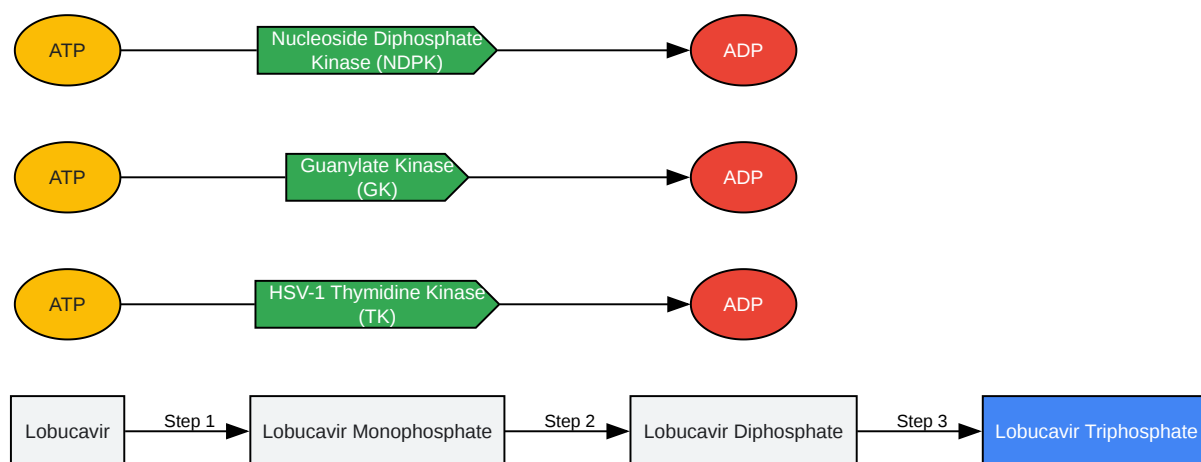 ATP
Nucleoside Diphosphate
Kinase (NDPK)
ADP
ATP
Guanylate Kinase
(GK)
ADP
ATP
HSV-1 Thymidine Kinase
(TK)
ADP
Lobucavir
Step 1
Lobucavir Monophosphate
Step 2
Lobucavir Diphosphate
Step 3
Lobucavir Triphosphate